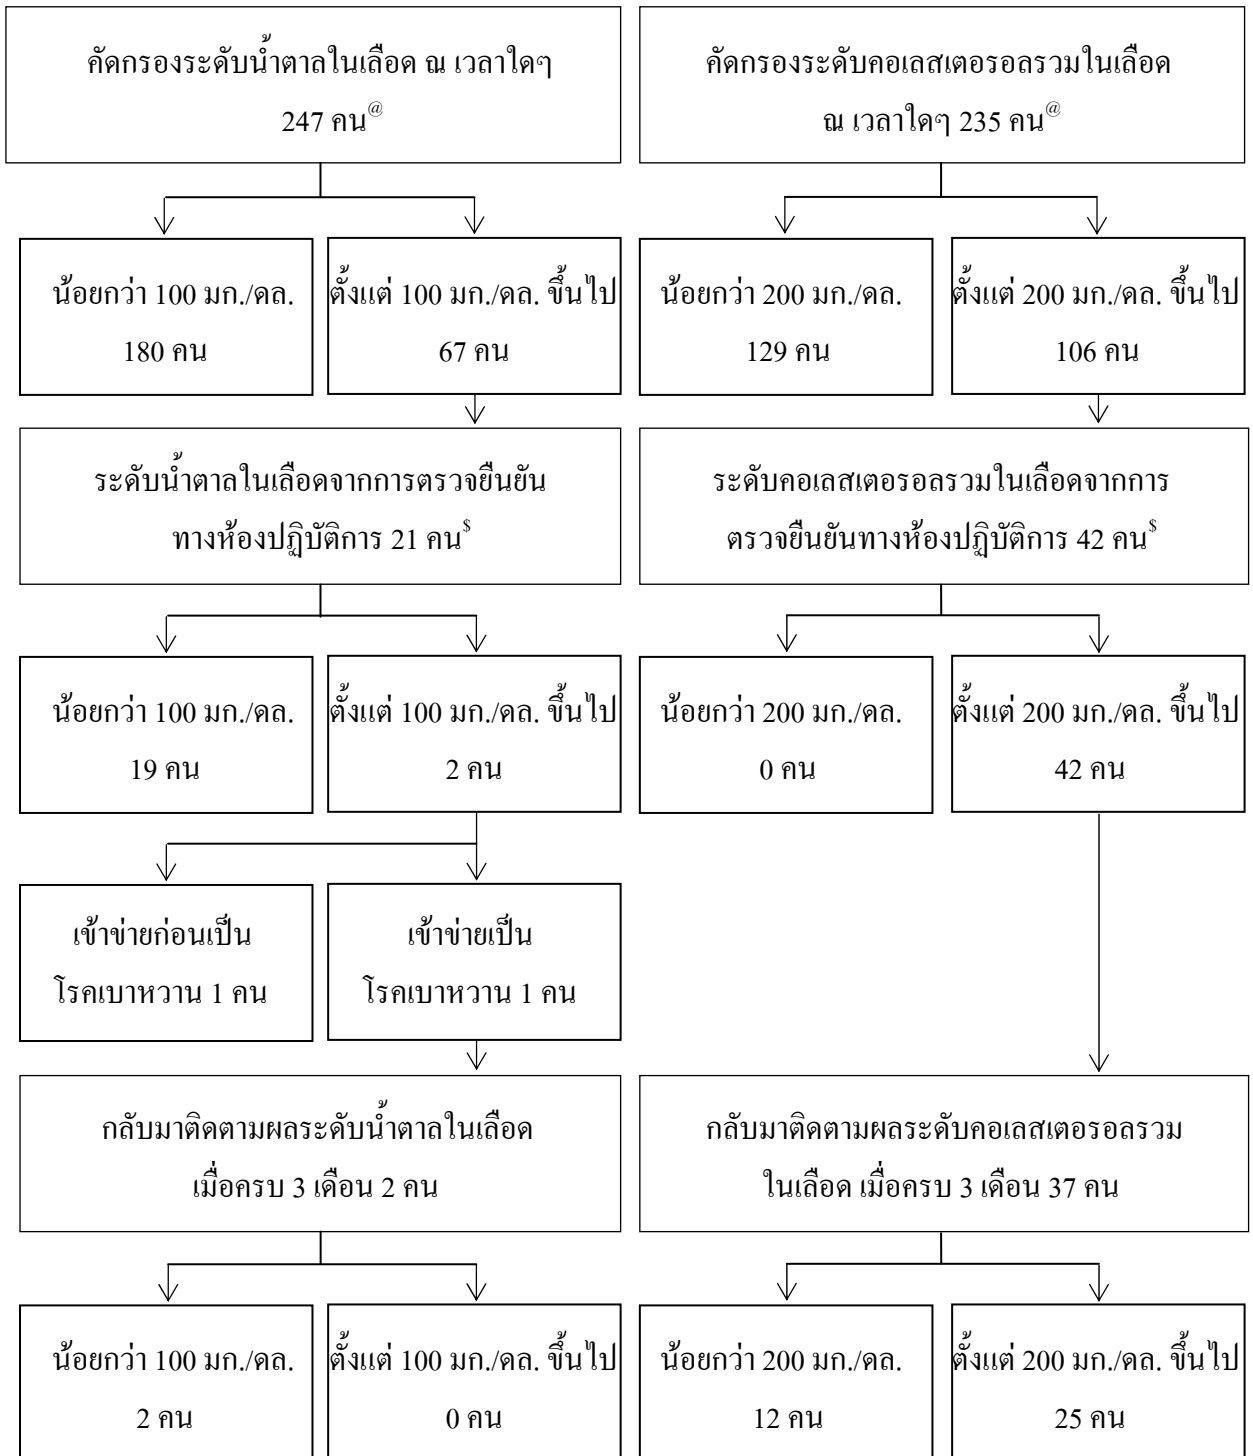 คัดกรองระดับน้ำตาลในเลือด ณ เวลาใดๆ
247 คน@
คัดกรองระดับคอเลสเตอรอลรวมในเลือด
ณ เวลาใดๆ 235 คน@
น้อยกว่า 100 มก./ดล.
180 คน
ตั้งแต่ 100 มก./ดล. ขึ้นไป
67 คน
น้อยกว่า 200 มก./ดล.
129 คน
ตั้งแต่ 200 มก./ดล. ขึ้นไป
106 คน
ระดับน้ำตาลในเลือดจากการตรวจยืนยัน
ทางห้องปฏิบัติการ 21 คน$
ระดับคอเลสเตอรอลรวมในเลือดจากการ
ตรวจยืนยันทางห้องปฏิบัติการ 42 คน$
น้อยกว่า 100 มก./ดล.
19 คน
ตั้งแต่ 100 มก./ดล. ขึ้นไป
2 คน
น้อยกว่า 200 มก./ดล.
0 คน
ตั้งแต่ 200 มก./ดล. ขึ้นไป
42 คน
เข้าข่ายก่อนเป็น
โรคเบาหวาน 1 คน
เข้าข่ายเป็น
โรคเบาหวาน 1 คน
กลับมาติดตามผลระดับน้ำตาลในเลือด
เมื่อครบ 3 เดือน 2 คน
กลับมาติดตามผลระดับคอเลสเตอรอลรวม
ในเลือด เมื่อครบ 3 เดือน 37 คน
น้อยกว่า 100 มก./ดล.
2 คน
ตั้งแต่ 100 มก./ดล. ขึ้นไป
0 คน
น้อยกว่า 200 มก./ดล.
12 คน
ตั้งแต่ 200 มก./ดล. ขึ้นไป
25 คน